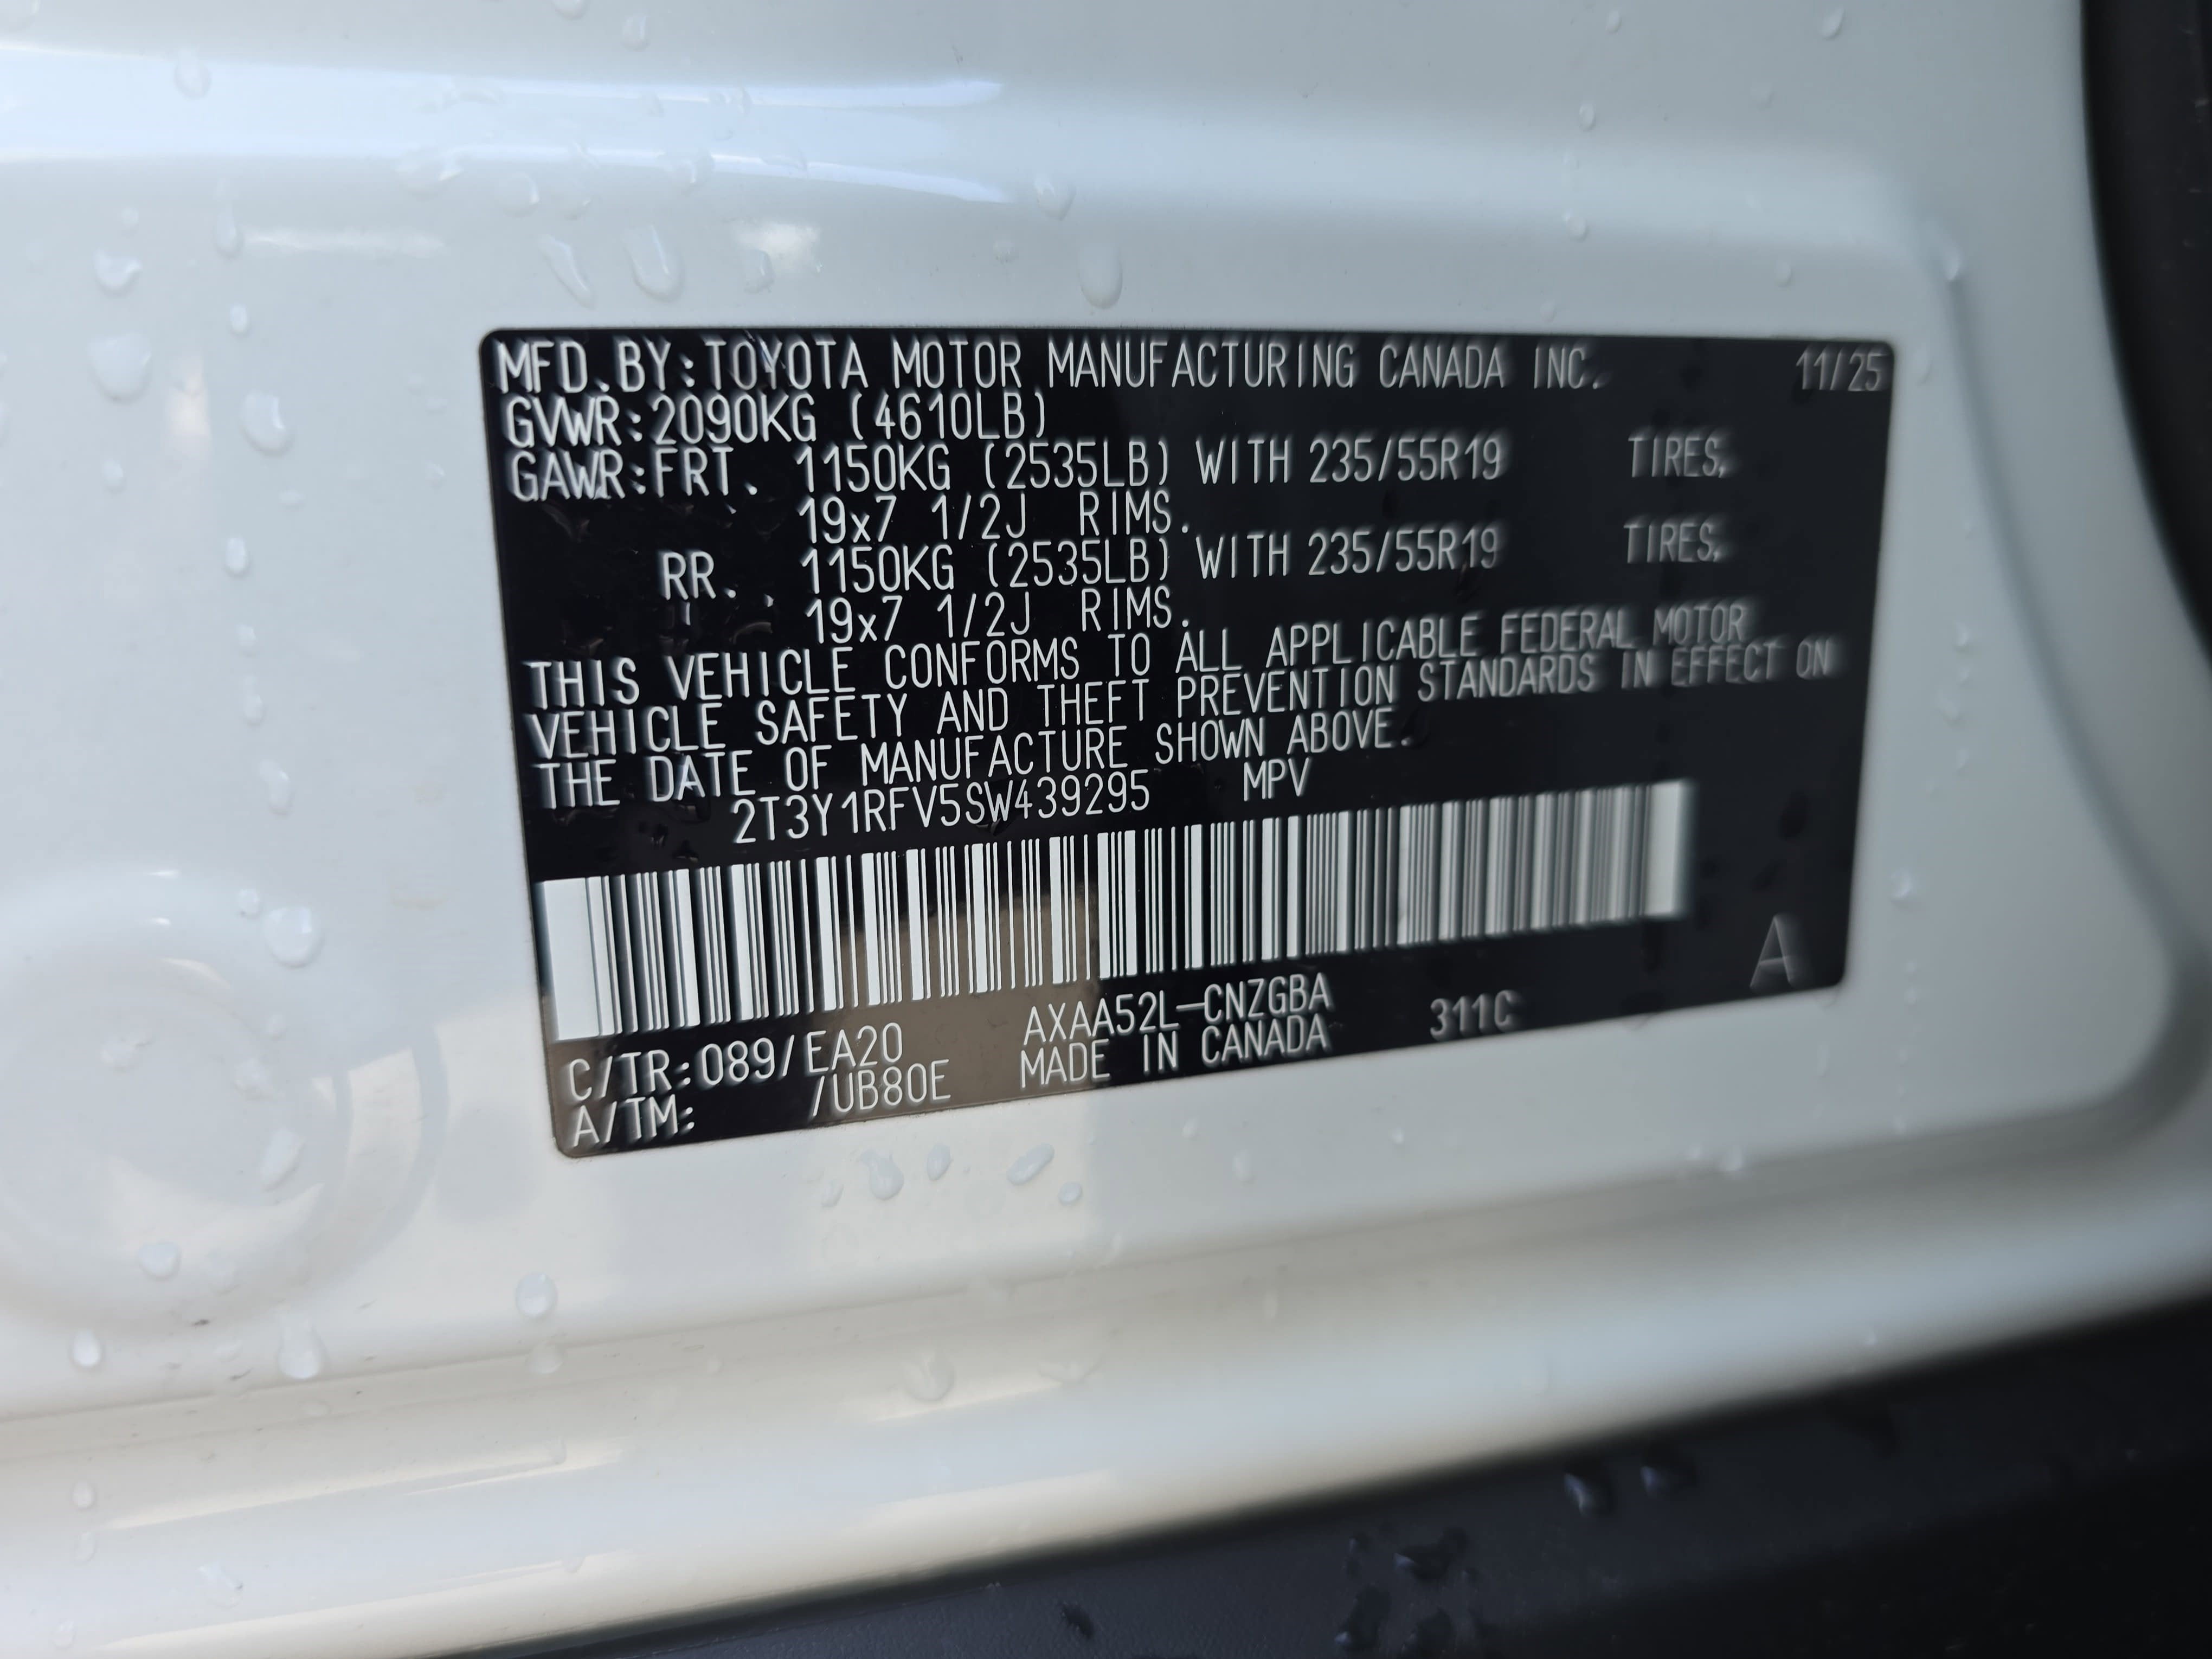 MFD.BY:TOYOTA MOTOR MANUFACTURING CANADA INC. 11/25
GVWR:2090KG (4610LB)
GAWR:FRT. 1150KG (2535LB) WITH 235/55R19 TIRES,
19x7 1/2J RIMS.
RR. 1150KG (2535LB) WITH 235/55R19 TIRES,
19x7 1/2J RIMS.
THIS VEHICLE CONFORMS TO ALL APPLICABLE FEDERAL MOTOR
VEHICLE SAFETY AND THEFT PREVENTION STANDARDS IN EFFECT ON
THE DATE OF MANUFACTURE SHOWN ABOVE.
2T3Y1RFV5SW439295 MPV
A
C/TR:089/EA20 AXAA52L-CNZGBA 311C
A/TM: /UB80E MADE IN CANADA